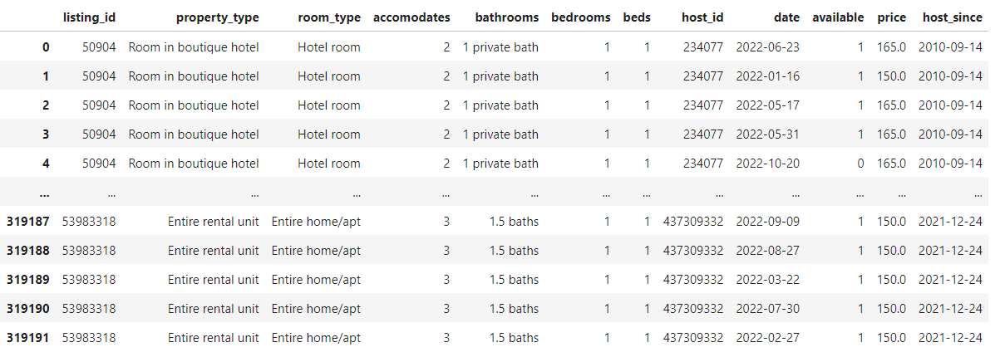 listing_id property_type room_type accomodates bathrooms bedrooms beds host_id date available price host_since
0 50904 Room in boutique hotel Hotel room 2 1 private bath 1 1 234077 2022-06-23 1 165.0 2010-09-14
1 50904 Room in boutique hotel Hotel room 2 1 private bath 1 1 234077 2022-01-16 1 150.0 2010-09-14
2 50904 Room in boutique hotel Hotel room 2 1 private bath 1 1 234077 2022-05-17 1 165.0 2010-09-14
3 50904 Room in boutique hotel Hotel room 2 1 private bath 1 1 234077 2022-05-31 1 165.0 2010-09-14
4 50904 Room in boutique hotel Hotel room 2 1 private bath 1 1 234077 2022-10-20 0 165.0 2010-09-14
... ... ... ... ... ... ... ... ... ... ... ... ...
319187 53983318 Entire rental unit Entire home/apt 3 1.5 baths 1 1 437309332 2022-09-09 1 150.0 2021-12-24
319188 53983318 Entire rental unit Entire home/apt 3 1.5 baths 1 1 437309332 2022-08-27 1 150.0 2021-12-24
319189 53983318 Entire rental unit Entire home/apt 3 1.5 baths 1 1 437309332 2022-03-22 1 150.0 2021-12-24
319190 53983318 Entire rental unit Entire home/apt 3 1.5 baths 1 1 437309332 2022-07-30 1 150.0 2021-12-24
319191 53983318 Entire rental unit Entire home/apt 3 1.5 baths 1 1 437309332 2022-02-27 1 150.0 2021-12-24